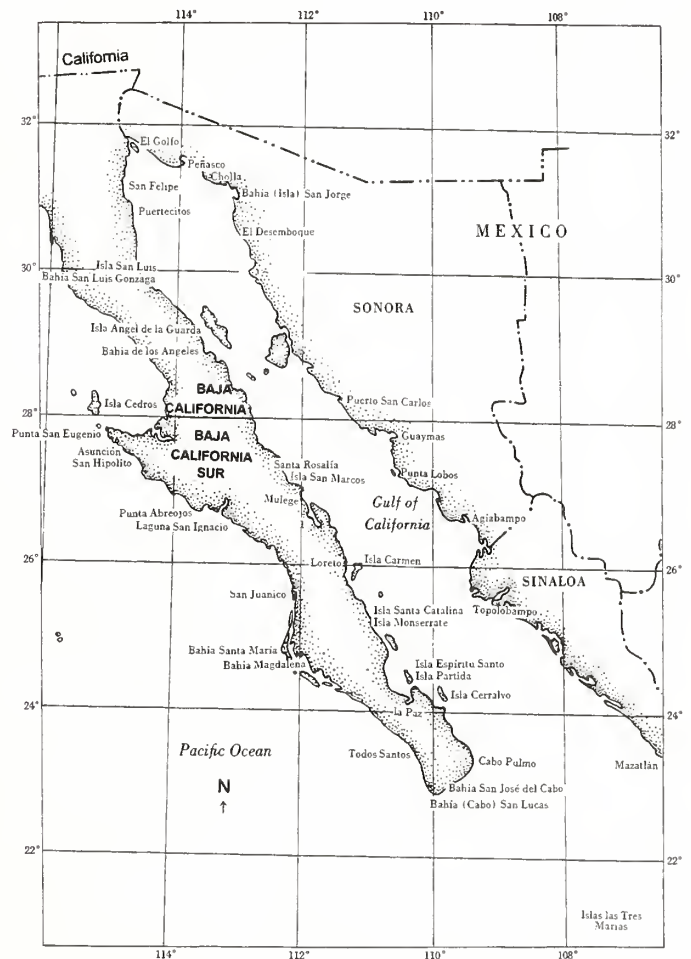 114°
112°
110°
108°
California
32°
32°
El Golfo
Peñasco
Cholla
San Felipe
Bahia (Isla) San Jorge
Puertecitos
El Desemboque
MEXICO
30°
30°
Isla San Luis
Bahia San Luis Gonzaga
SONORA
Isla Angel de la Guarda
Bahia de los Angeles
BAJA
CALIFORNIA
Isla Cedros
Puerto San Carlos
28°
28°
Punta San Eugenio
BAJA
CALIFORNIA
SUR
Guaymas
Asunción
San Hipolito
Santa Rosalía
Isla San Marcos
Punta Lobos
Mulege
Gulf of
California
Punta Abreojos
Laguna San Ignacio
Agiabampo
26°
26°
Loreto
Isla Carmen
SINALOA
San Juanico
Isla Santa Catalina
Isla Monserrate
Topolobampo
Bahia Santa María
Bahia Magdalena
Isla Espíritu Santo
Isla Partida
Isla Cerralvo
24°
24°
la Paz
Pacific Ocean
Todos Santos
Cabo Pulmo
Mazatlán
N
Bahia San José del Cabo
Bahía (Cabo) San Lucas
22°
22°
Islas las Tres
Marias
114°
112°
110°
108°